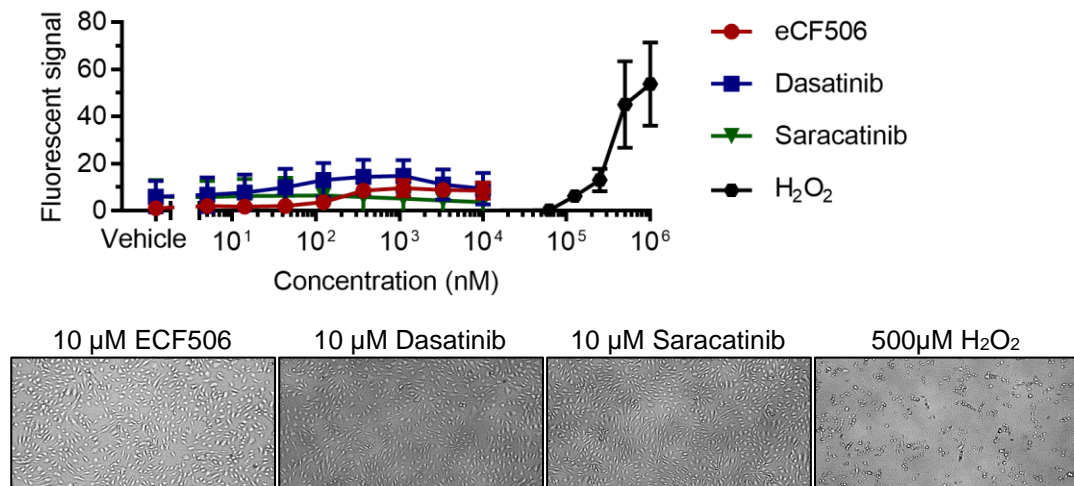 80
60
40
20
0
Fluorescent signal
Vehicle
10¹ 10² 10³ 10⁴ 10⁵ 10⁶
Concentration (nM)
eCF506
Dasatinib
Saracatinib
H₂O₂
10 µM ECF506
10 µM Dasatinib
10 µM Saracatinib
500µM H₂O₂